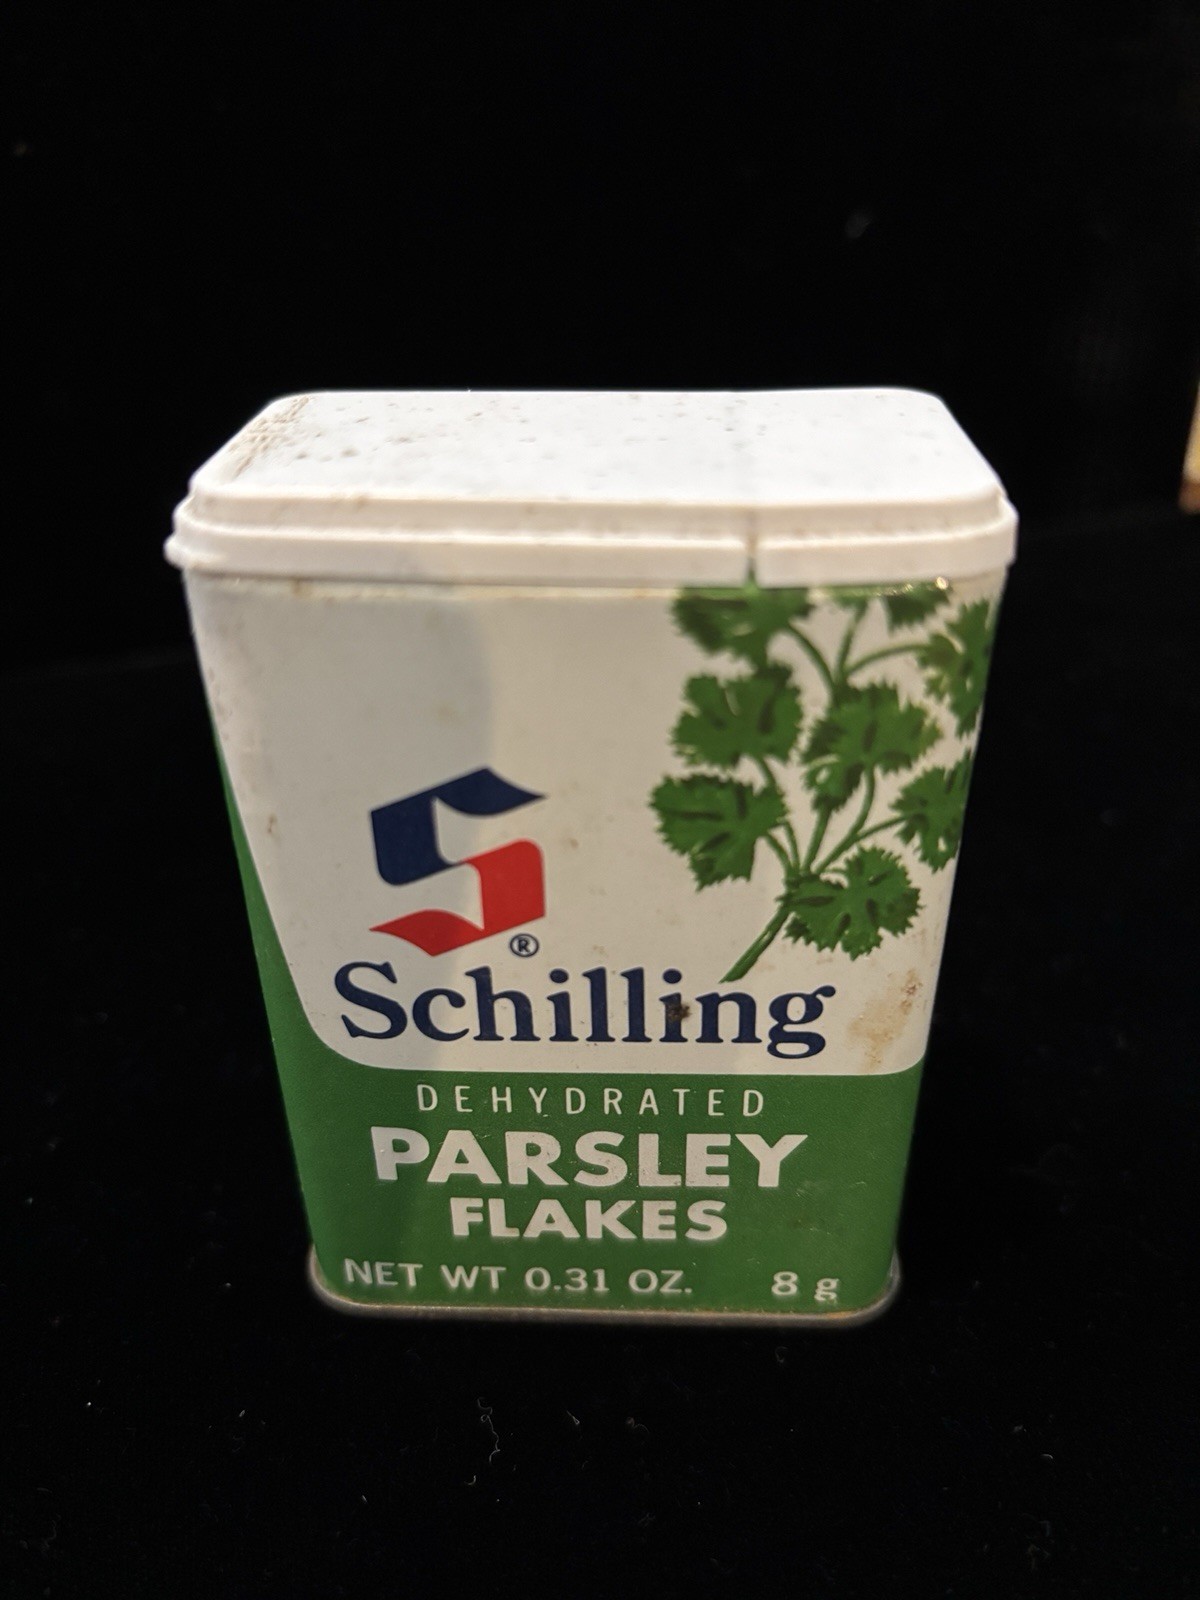 S
®
Schilling
DEHYDRATED
PARSLEY
FLAKES
NET WT 0.31 OZ. 8 g